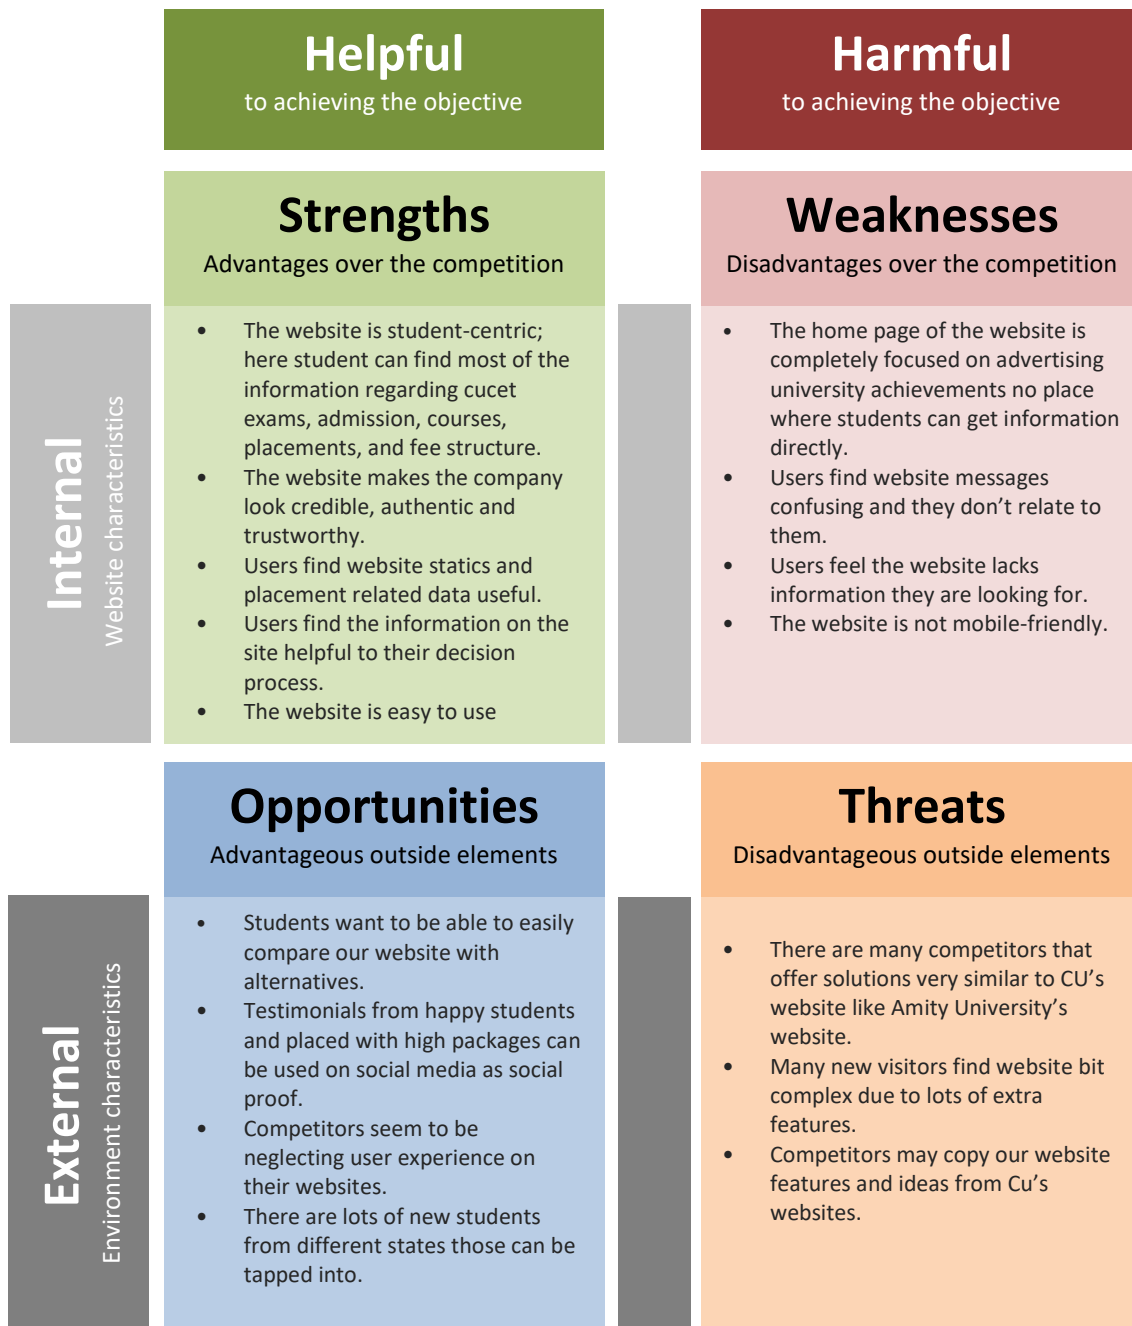 Helpful
to achieving the objective
Harmful
to achieving the objective
Strengths
Advantages over the competition
Weaknesses
Disadvantages over the competition
Internal
Website characteristics
• The website is student-centric;
here student can find most of the
information regarding cucet
exams, admission, courses,
placements, and fee structure.
• The website makes the company
look credible, authentic and
trustworthy.
• Users find website statics and
placement related data useful.
• Users find the information on the
site helpful to their decision
process.
• The website is easy to use
• The home page of the website is
completely focused on advertising
university achievements no place
where students can get information
directly.
• Users find website messages
confusing and they don’t relate to
them.
• Users feel the website lacks
information they are looking for.
• The website is not mobile-friendly.
Opportunities
Advantageous outside elements
Threats
Disadvantageous outside elements
External
Environment characteristics
• Students want to be able to easily
compare our website with
alternatives.
• Testimonials from happy students
and placed with high packages can
be used on social media as social
proof.
• Competitors seem to be
neglecting user experience on
their websites.
• There are lots of new students
from different states those can be
tapped into.
• There are many competitors that
offer solutions very similar to CU’s
website like Amity University’s
website.
• Many new visitors find website bit
complex due to lots of extra
features.
• Competitors may copy our website
features and ideas from Cu’s
websites.